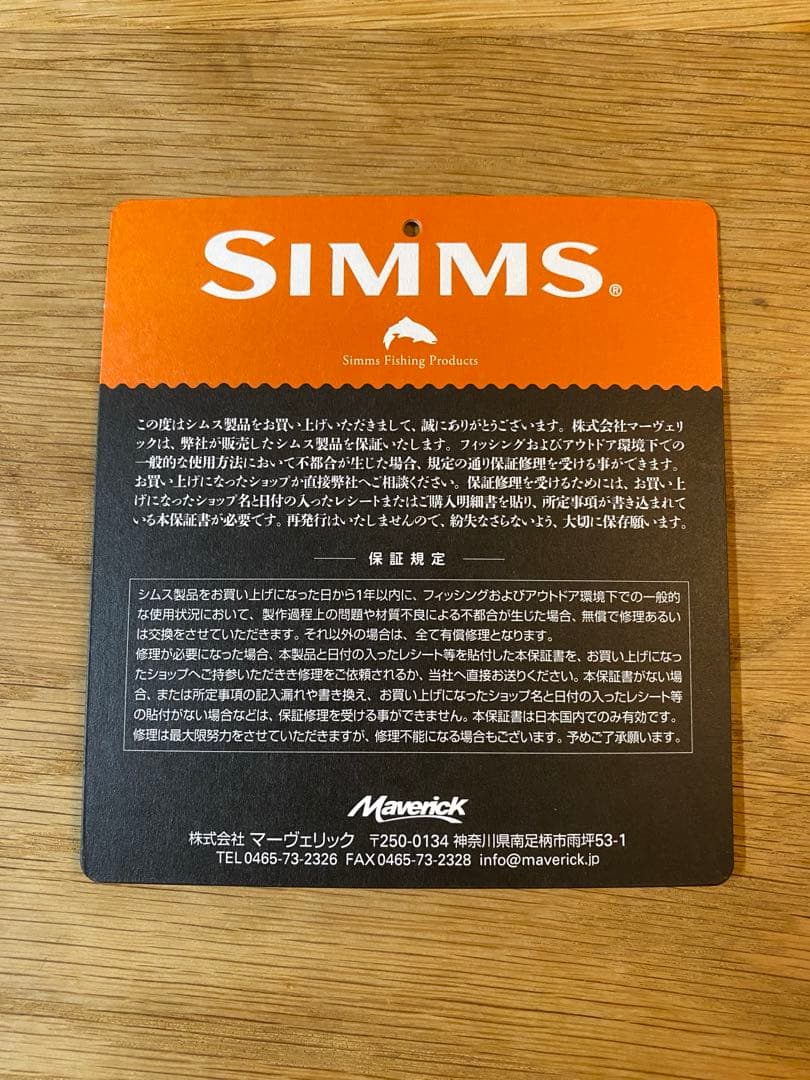 SIMMS®
Simms Fishing Products
この度はシムス製品をお買い上げいただきまして、誠にありがとうございます。株式会社マーヴェリ
ックは、弊社が販売したシムス製品を保証いたします。フィッシングおよびアウトドア環境下での
一般的な使用方法において不都合が生じた場合、規定の通り保証修理を受ける事ができます。
お買い上げになったショップか直接弊社へご相談ください。保証修理を受けるためには、お買い上
げになったショップ名と日付の入ったレシートまたはご購入明細書を貼り、所定事項が書き込まれて
いる本保証書が必要です。再発行はいたしませんので、紛失なさらないよう、大切に保存願います。
保証規定
シムス製品をお買い上げになった日から1年以内に、フィッシングおよびアウトドア環境下での一般的
な使用状況において、製作過程上の問題や材質不良による不都合が生じた場合、無償で修理あるい
は交換をさせていただきます。それ以外の場合は、全て有償修理となります。
修理が必要になった場合、本製品と日付の入ったレシート等を貼付した本保証書を、お買い上げになっ
たショップへご持参いただきき修理をご依頼されるか、当社へ直接お送りください。本保証書がない場
合、または所定事項の記入漏れや書き換え、お買い上げになったショップ名と日付の入ったレシート等
の貼付がない場合などは、保証修理を受ける事ができません。本保証書は日本国内でのみ有効です。
修理は最大限努力をさせていただきますが、修理不能になる場合もございます。予めご了承願います。
Maverick
株式会社 マーヴェリック 〒250-0134 神奈川県南足柄市雨坪53-1
TEL 0465-73-2326 FAX 0465-73-2328 info@maverick.jp